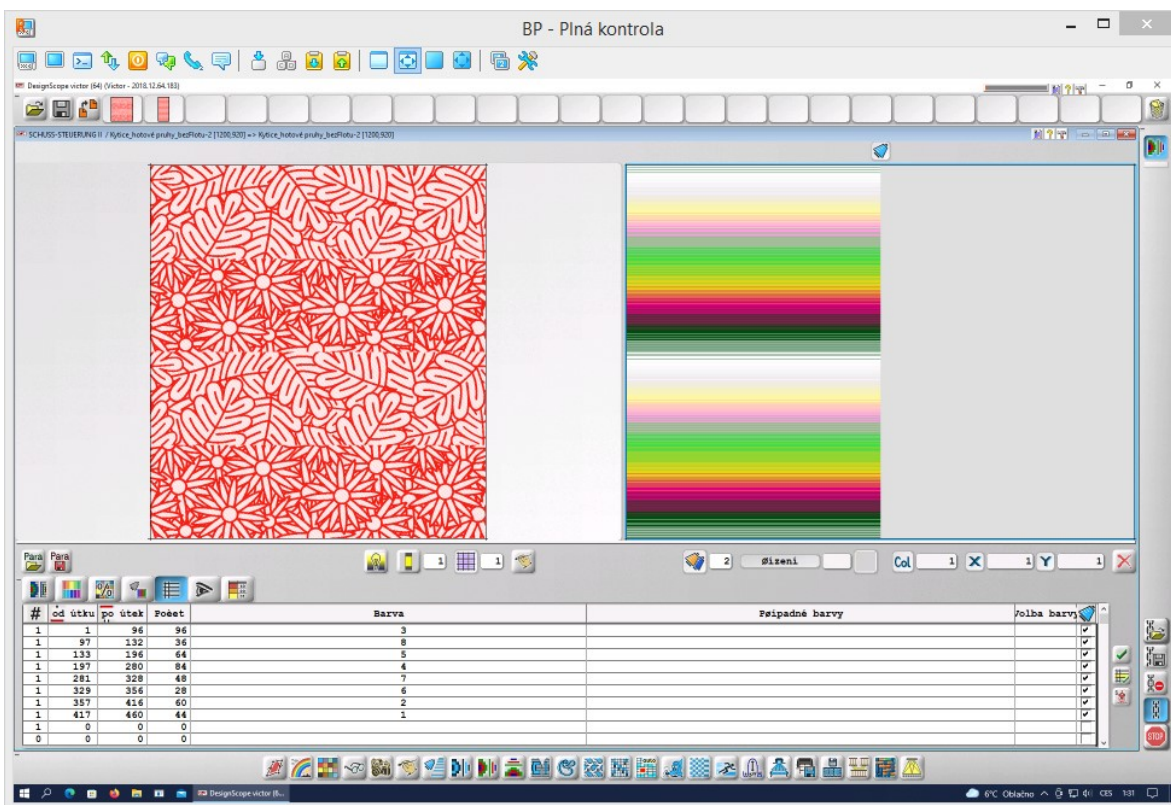 BP - Plná kontrola
DesignScope victor (64) (Victor - 2018.12.64.183)
SCHUSS-STEUERUNG II / Kytice_hotové pruhy_bezFlotu-2 [1200,920] => Kytice_hotové pruhy_bezFlotu-2 [1200,920]
Para Para 1 1 2 Øizeni Col 1 X 1 Y 1
# od útku po útek Poèet Barva Pøípadné barvy Volba barvy
1 1 96 96 3
1 97 132 36 8
1 133 196 64 5
1 197 280 84 4
1 281 328 48 7
1 329 356 28 6
1 357 416 60 2
1 417 460 44 1
1 0 0 0
0 0 0 0
STOP
DesignScope victor (6...
6°C Oblačno CES 1:31